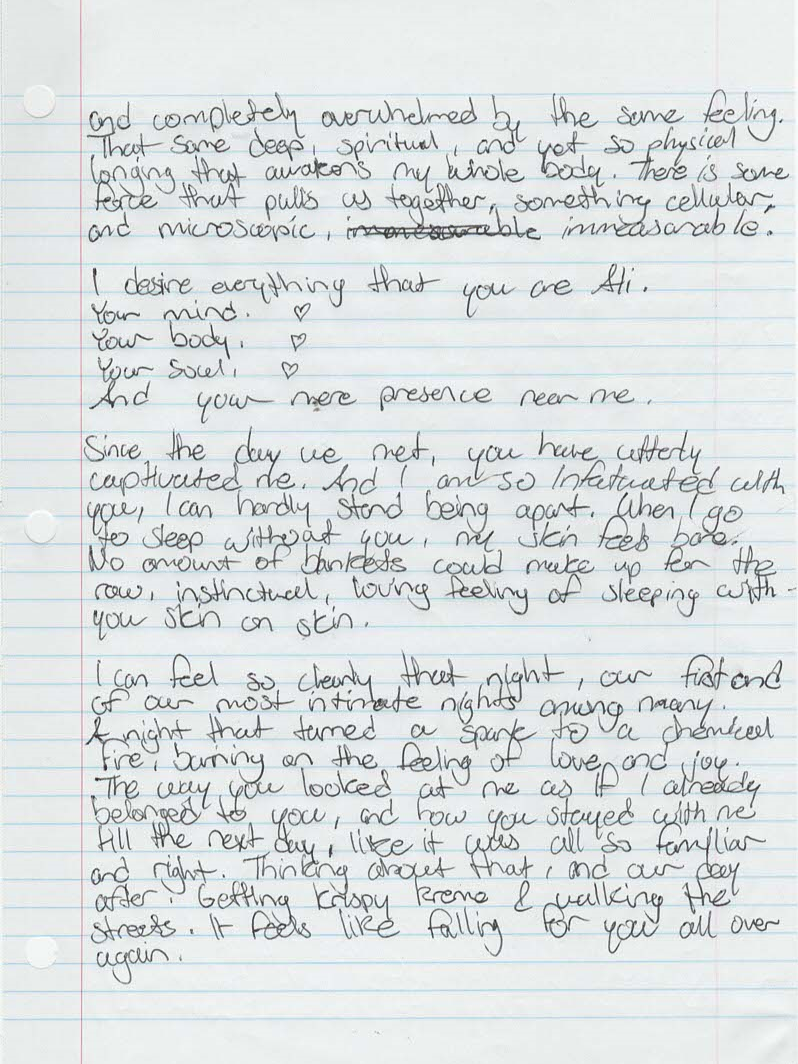 and completely overwhelmed by the same feeling.
That same deep, spiritual, and yet so physical
longing that awakens my whole body. There is some
force that pulls us together, something cellular,
and microscopic, immeasurable immeasarable.
I desire everything that you are Ali.
Your mind. ♡
Your body. ♡
Your soul. ♡
And your mere presence near me.
Since the day we met, you have utterly
captivated me. And I am so infatuated with
you, I can hardly stand being apart. When I go
to sleep without you, my skin feels bare.
No amount of blankets could make up for the
raw, instinctual, loving feeling of sleeping with
you skin on skin.
I can feel so clearly that night, our first and
of our most intimate nights among many.
A night that turned a spark to a chemical
fire, burning on the feeling of love and joy.
The way you looked at me as if I already
belonged to you, and how you stayed with me
till the next day, like it was all so familiar
and right. Thinking about that, and our day
after. Getting krispy kreme & walking the
streets. It feels like falling for you all over
again.